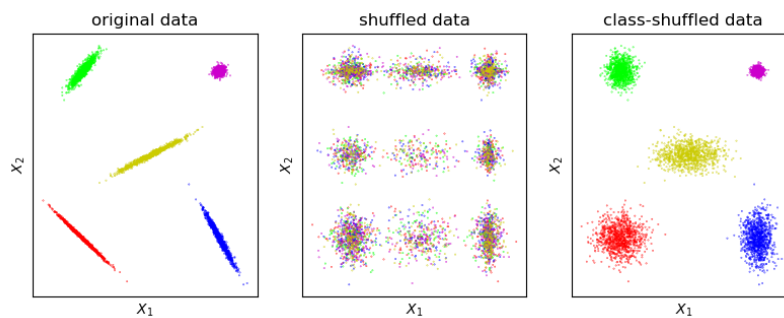 original data
shuffled data
class-shuffled data
X2
X2
X2
X1
X1
X1